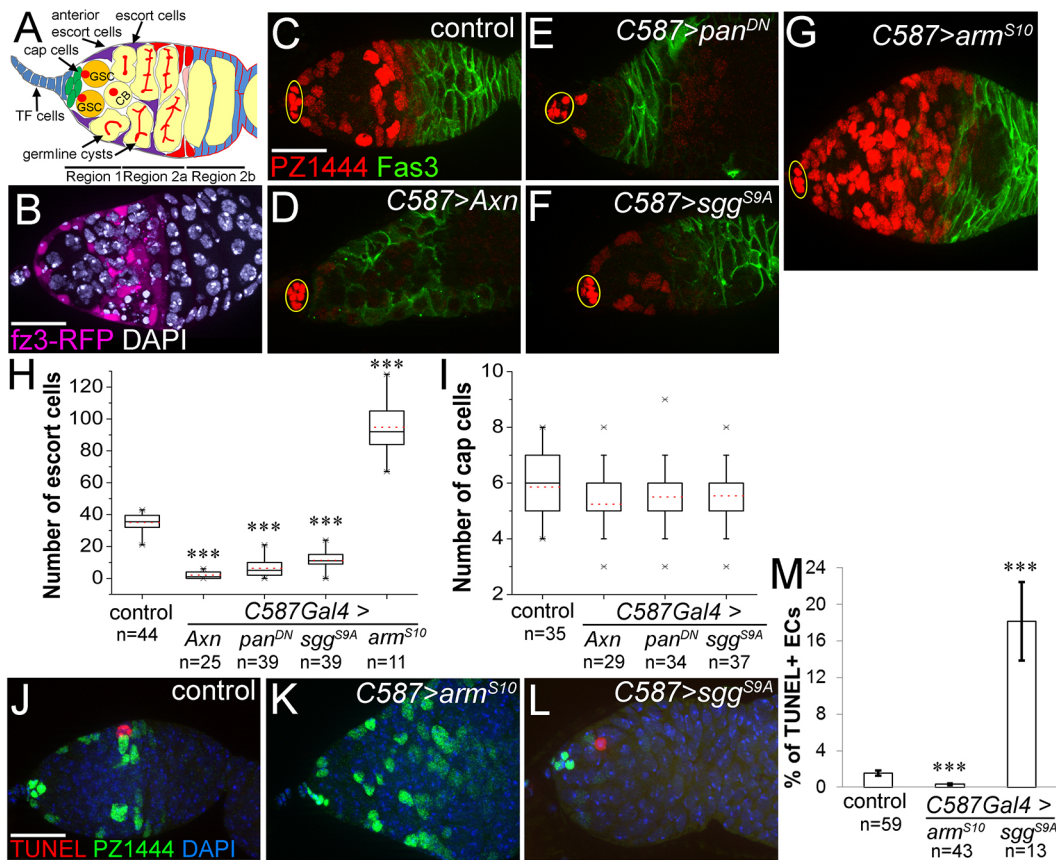 A
anterior escort cells
escort cells
cap cells
GSC
GSC
CB
TF cells
germline cysts
Region 1 Region 2a Region 2b
B
fz3-RFP DAPI
C
control
PZ1444 Fas3
D
C587>Axn
E
C587>pan^DN
F
C587>sgg^S9A
G
C587>arm^S10
H
Number of escort cells
120
100
80
60
40
20
0
***
***
***
***
control
n=44
C587Gal4 >
Axn pan^DN sgg^S9A arm^S10
n=25 n=39 n=39 n=11
I
Number of cap cells
10
8
6
4
2
control
n=35
C587Gal4 >
Axn pan^DN sgg^S9A
n=29 n=34 n=37
J
control
TUNEL PZ1444 DAPI
K
C587>arm^S10
L
C587>sgg^S9A
M
% of TUNEL+ ECs
24
20
16
12
8
4
0
***
***
control
n=59
C587Gal4 >
arm^S10 sgg^S9A
n=43 n=13